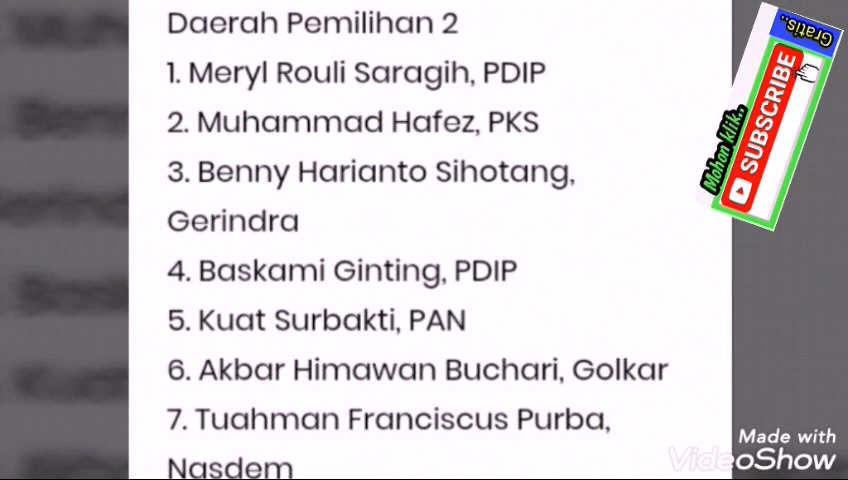 Daerah Pemilihan 2
1. Meryl Rouli Saragih, PDIP
2. Muhammad Hafez, PKS
3. Benny Harianto Sihotang,
Gerindra
4. Baskami Ginting, PDIP
5. Kuat Surbakti, PAN
6. Akbar Himawan Buchari, Golkar
7. Tuahman Franciscus Purba,
Nasdem
Gratis..
SUBSCRIBE
Mohon klik..
Made with
VideoShow